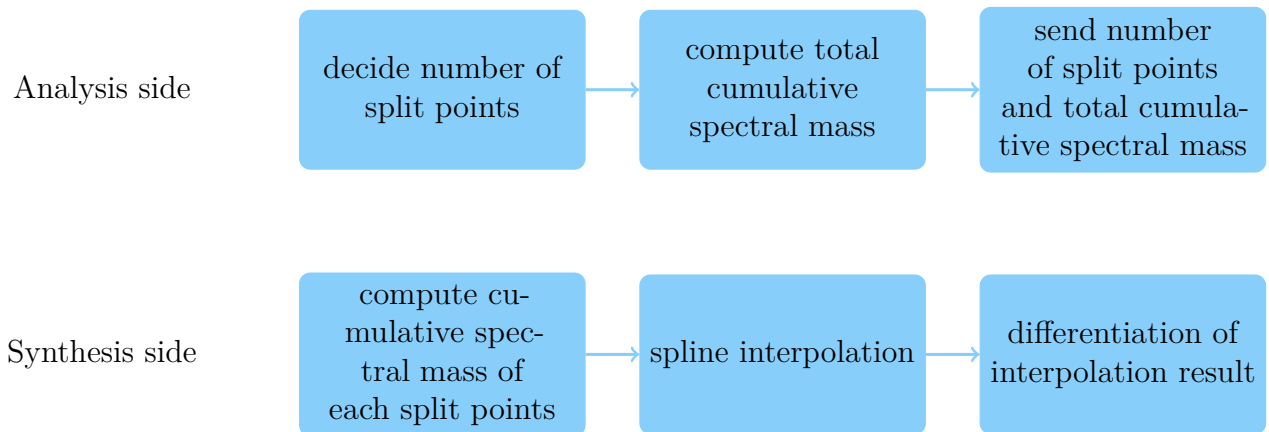 Analysis side
decide number of
split points
compute total
cumulative
spectral mass
send number
of split points
and total cumula-
tive spectral mass
Synthesis side
compute cu-
mulative spec-
tral mass of
each split points
spline interpolation
differentiation of
interpolation result